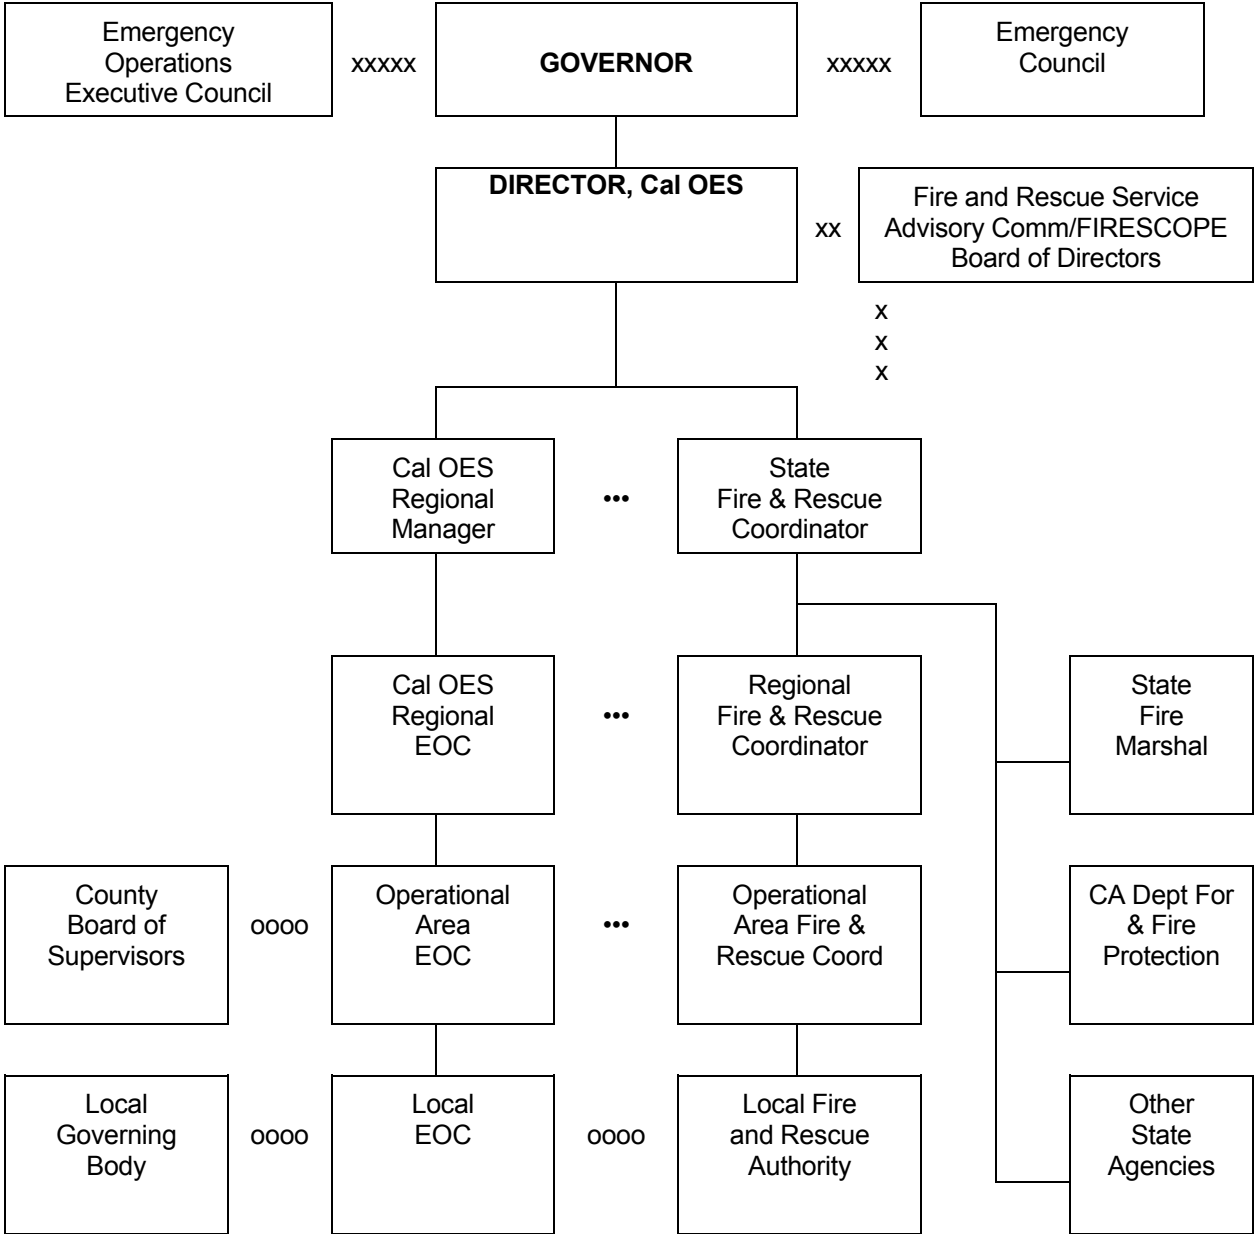 Emergency
Operations
Executive Council
xxxxx
GOVERNOR
xxxxx
Emergency
Council
DIRECTOR, Cal OES
xx
Fire and Rescue Service
Advisory Comm/FIRESCOPE
Board of Directors
x
x
x
Cal OES
Regional
Manager
•••
State
Fire & Rescue
Coordinator
Cal OES
Regional
EOC
•••
Regional
Fire & Rescue
Coordinator
State
Fire
Marshal
County
Board of
Supervisors
oooo
Operational
Area
EOC
•••
Operational
Area Fire &
Rescue Coord
CA Dept For
& Fire
Protection
Local
Governing
Body
oooo
Local
EOC
oooo
Local Fire
and Rescue
Authority
Other
State
Agencies